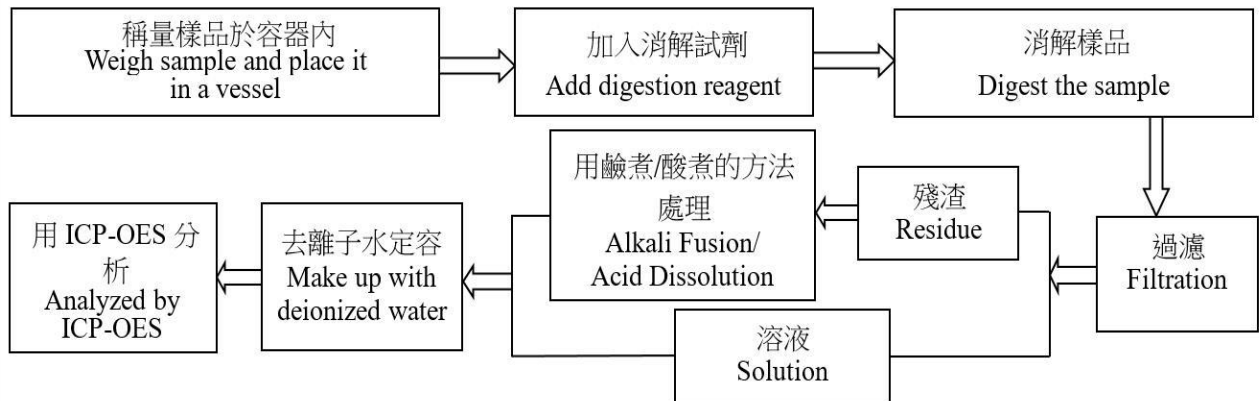 稱量樣品於容器內
Weigh sample and place it
in a vessel
加入消解試劑
Add digestion reagent
消解樣品
Digest the sample
過濾
Filtration
殘渣
Residue
用鹼煮/酸煮的方法
處理
Alkali Fusion/
Acid Dissolution
溶液
Solution
去離子水定容
Make up with
deionized water
用 ICP-OES 分
析
Analyzed by
ICP-OES